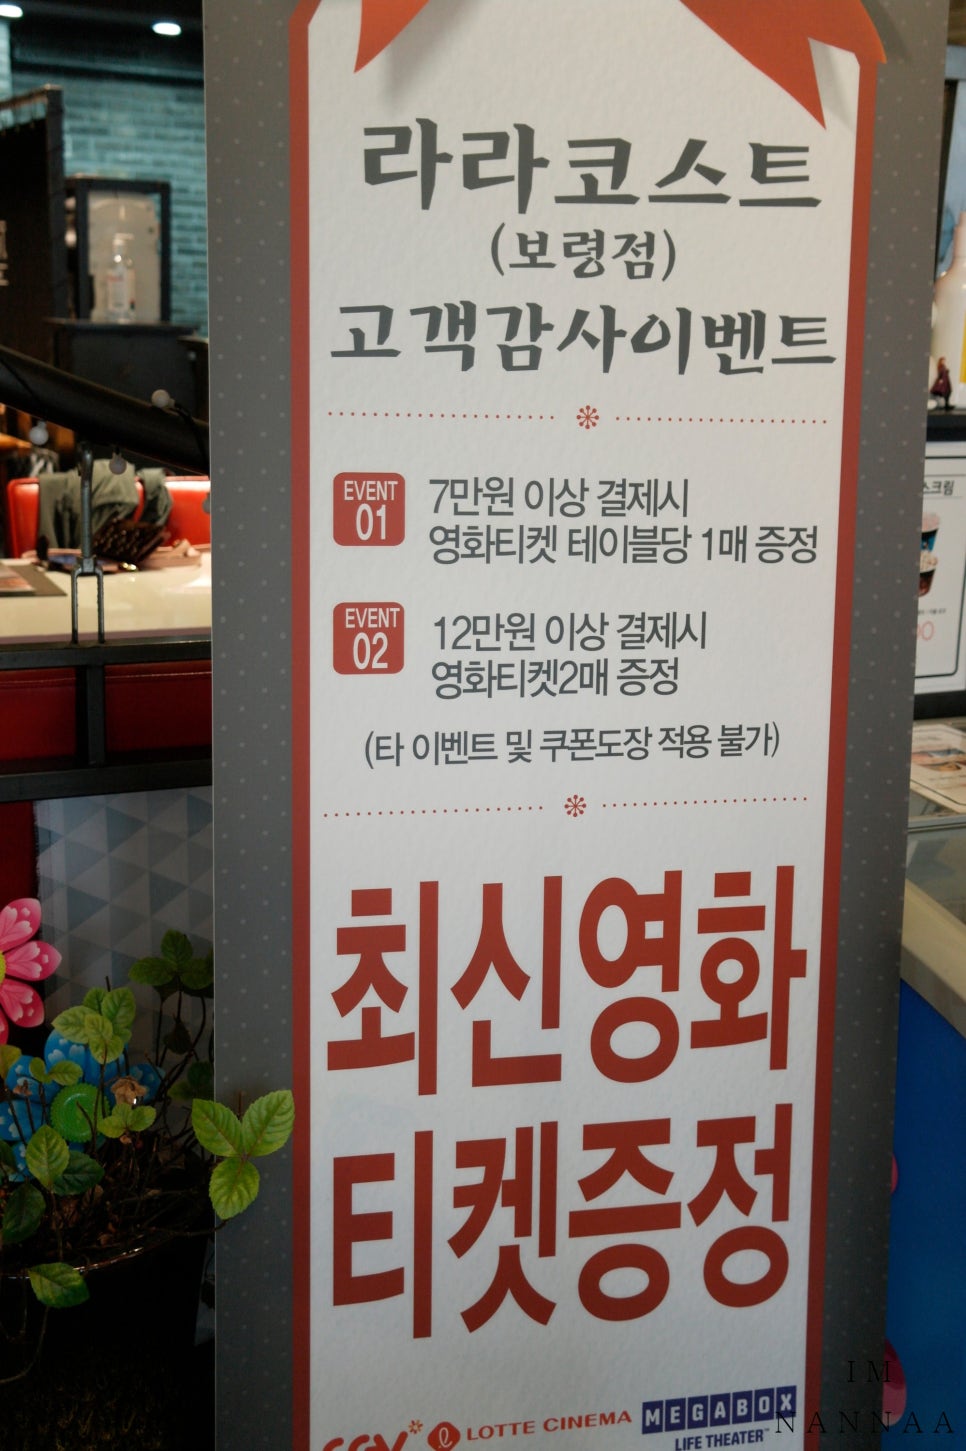 라라코스트
(보령점)
고객감사이벤트
EVENT
01
7만원 이상 결제시
영화티켓 테이블당 1매 증정
EVENT
02
12만원 이상 결제시
영화티켓2매 증정
(타 이벤트 및 쿠폰도장 적용 불가)
최신영화
티켓증정
CGV
LOTTE CINEMA
MEGABOX
LIFE THEATER
스크림
IM
NANNAA